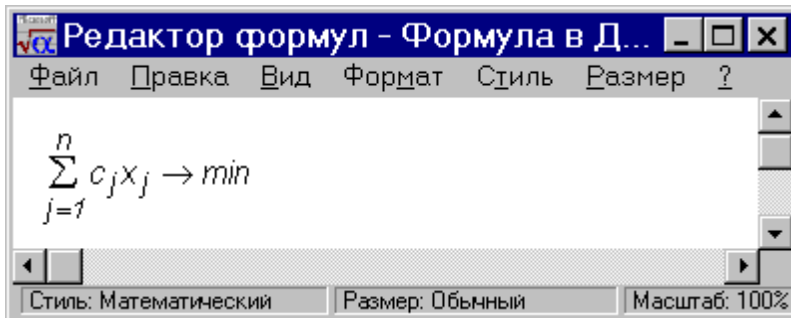 Редактор формул - Формула в Д...
Файл Правка Вид Формат Стиль Размер ?
n
∑ c_j x_j → min
j=1
Стиль: Математический Размер: Обычный Масштаб: 100%